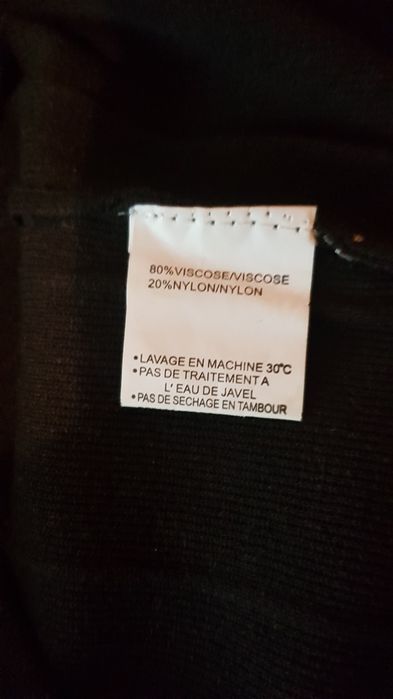 80%VISCOSE/VISCOSE
20%NYLON/NYLON
•LAVAGE EN MACHINE 30°C
•PAS DE TRAITEMENT A
L' EAU DE JAVEL
•PAS DE SECHAGE EN TAMBOUR